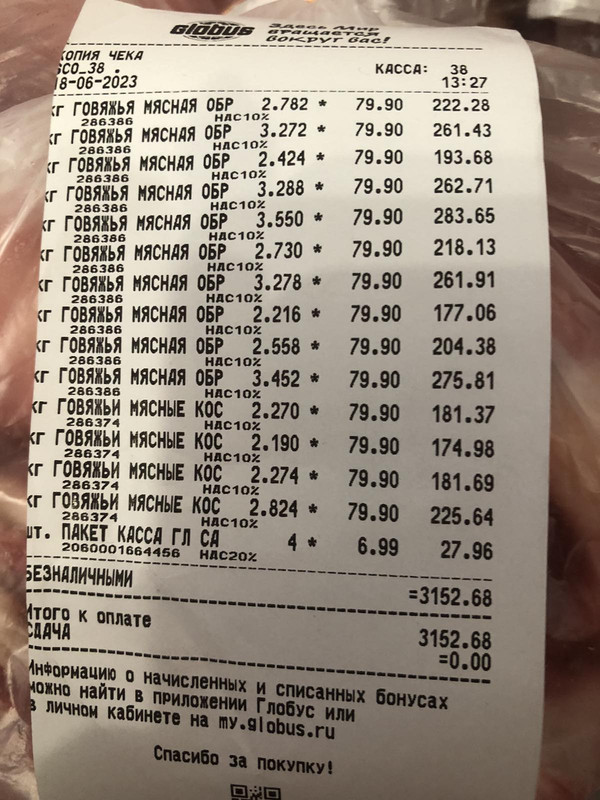 Globus Здесь Мир
вращается
вокруг вас!
КОПИЯ ЧЕКА
SCO_38 . КАССА: 38
18-06-2023 13:27
кг ГОВЯЖЬЯ МЯСНАЯ ОБР 2.782 * 79.90 222.28
286386 НДС10%
кг ГОВЯЖЬЯ МЯСНАЯ ОБР 3.272 * 79.90 261.43
286386 НДС10%
кг ГОВЯЖЬЯ МЯСНАЯ ОБР 2.424 * 79.90 193.68
286386 НДС10%
кг ГОВЯЖЬЯ МЯСНАЯ ОБР 3.288 * 79.90 262.71
286386 НДС10%
кг ГОВЯЖЬЯ МЯСНАЯ ОБР 3.550 * 79.90 283.65
286386 НДС10%
кг ГОВЯЖЬЯ МЯСНАЯ ОБР 2.730 * 79.90 218.13
286386 НДС10%
кг ГОВЯЖЬЯ МЯСНАЯ ОБР 3.278 * 79.90 261.91
286386 НДС10%
кг ГОВЯЖЬЯ МЯСНАЯ ОБР 2.216 * 79.90 177.06
286386 НДС10%
кг ГОВЯЖЬЯ МЯСНАЯ ОБР 2.558 * 79.90 204.38
286386 НДС10%
кг ГОВЯЖЬЯ МЯСНАЯ ОБР 3.452 * 79.90 275.81
286386 НДС10%
кг ГОВЯЖЬИ МЯСНЫЕ КОС 2.270 * 79.90 181.37
286374 НДС10%
кг ГОВЯЖЬИ МЯСНЫЕ КОС 2.190 * 79.90 174.98
286374 НДС10%
кг ГОВЯЖЬИ МЯСНЫЕ КОС 2.274 * 79.90 181.69
286374 НДС10%
кг ГОВЯЖЬИ МЯСНЫЕ КОС 2.824 * 79.90 225.64
286374 НДС10%
шт. ПАКЕТ КАССА ГЛ СА 4 * 6.99 27.96
2060001664456 НДС20%
БЕЗНАЛИЧНЫМИ =3152.68
Итого к оплате 3152.68
СДАЧА =0.00
Информацию о начисленных и списанных бонусах
можно найти в приложении Глобус или
в личном кабинете на my.globus.ru
Спасибо за покупку!